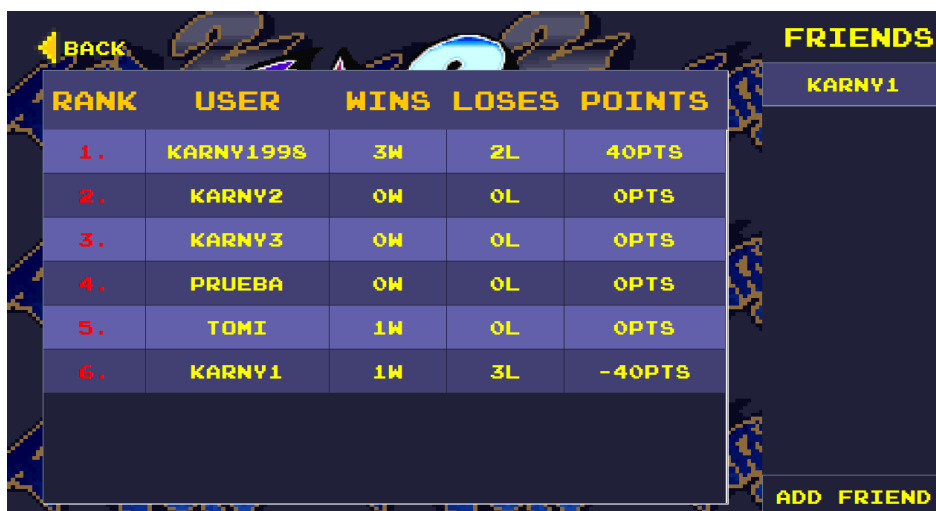 BACK
FRIENDS
KARNY1
RANK USER WINS LOSES POINTS
1. KARNY1998 3W 2L 40PTS
2. KARNY2 0W 0L 0PTS
3. KARNY3 0W 0L 0PTS
4. PRUEBA 0W 0L 0PTS
5. TOMI 1W 0L 0PTS
6. KARNY1 1W 3L -40PTS
ADD FRIEND